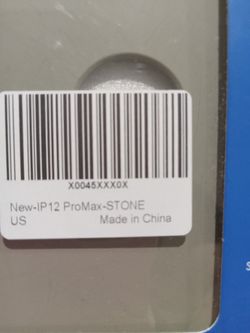 X0045XXX0X
New-IP12 ProMax-STONE
US Made in China